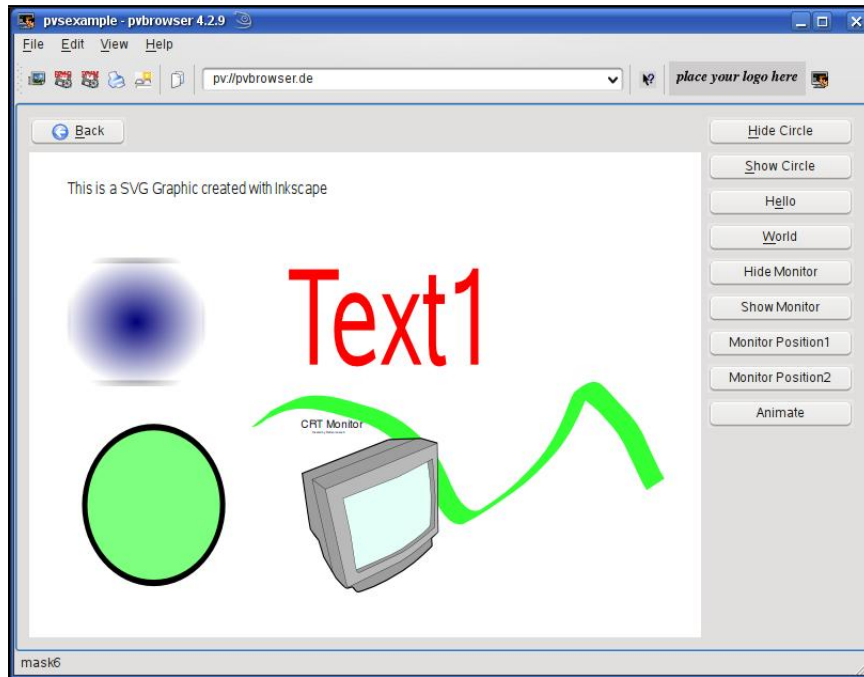 pvsexample - pvbrowser 4.2.9
File Edit View Help
pv://pvbrowser.de
place your logo here
Back
This is a SVG Graphic created with Inkscape
Text1
CRT Monitor
Hide Circle
Show Circle
Hello
World
Hide Monitor
Show Monitor
Monitor Position1
Monitor Position2
Animate
mask6